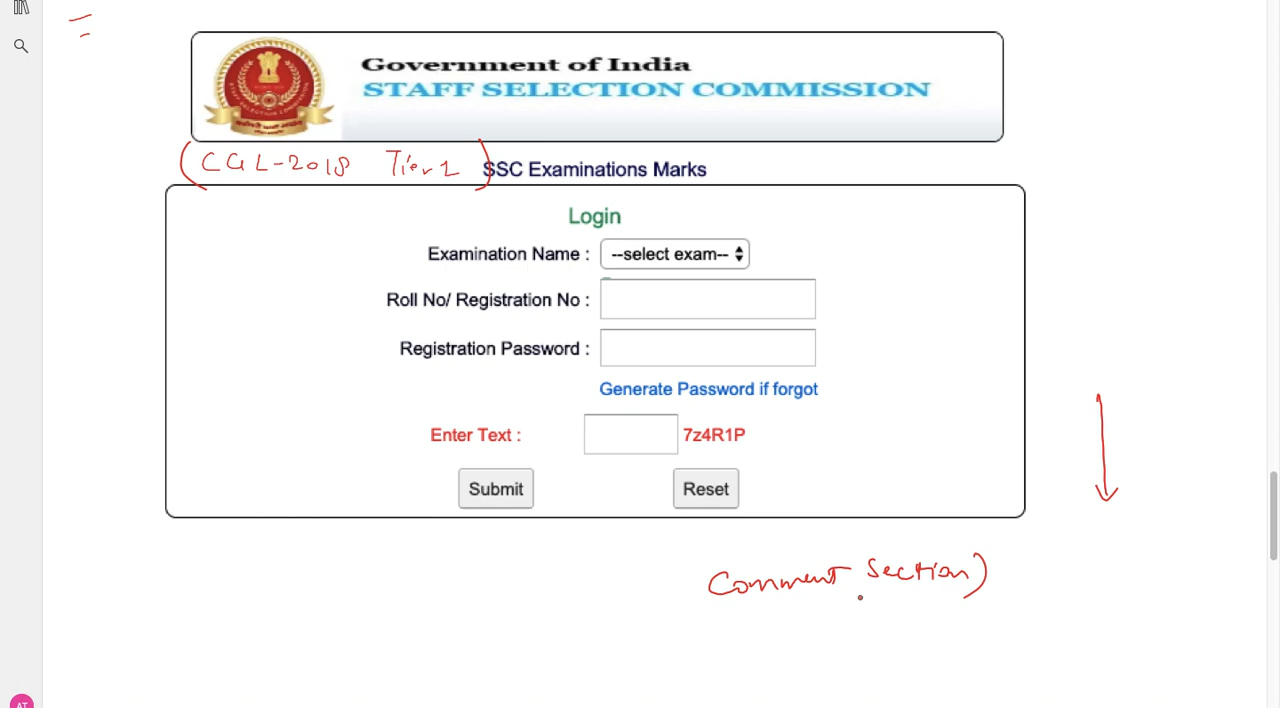 Government of India
STAFF SELECTION COMMISSION
(CGL-2018 Tier 1) SSC Examinations Marks
Login
Examination Name : --select exam--
Roll No/ Registration No :
Registration Password :
Generate Password if forgot
Enter Text : 7z4R1P
Submit Reset
Comment Section)
AT